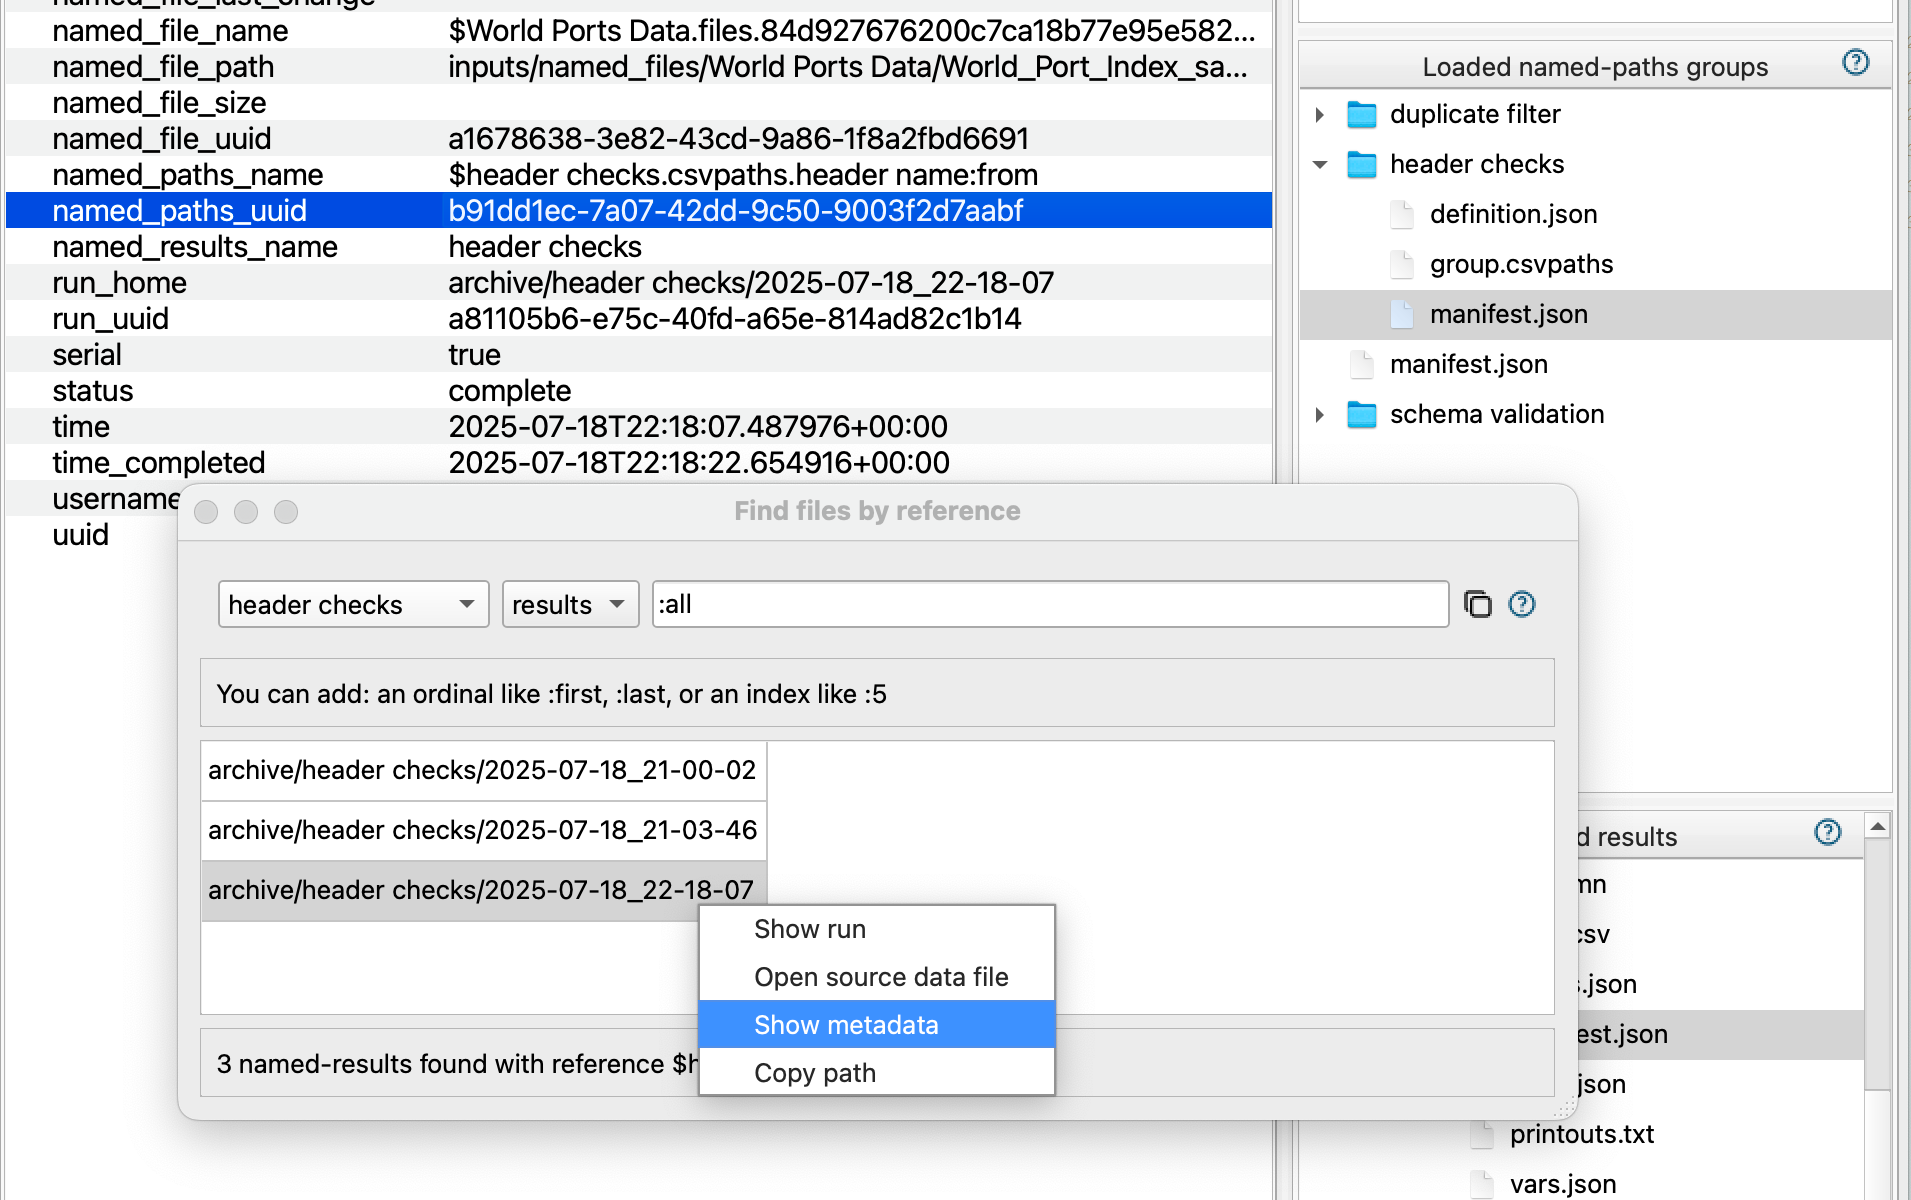 named_file_last_change
named_file_name $World Ports Data.files.84d927676200c7ca18b77e95e582...
named_file_path inputs/named_files/World Ports Data/World_Port_Index_sa...
named_file_size
named_file_uuid a1678638-3e82-43cd-9a86-1f8a2fbd6691
named_paths_name $header checks.csvpaths.header name:from
named_paths_uuid b91dd1ec-7a07-42dd-9c50-9003f2d7aabf
named_results_name header checks
run_home archive/header checks/2025-07-18_22-18-07
run_uuid a81105b6-e75c-40fd-a65e-814ad82c1b14
serial true
status complete
time 2025-07-18T22:18:07.487976+00:00
time_completed 2025-07-18T22:18:22.654916+00:00
username
uuid
Loaded named-paths groups
duplicate filter
header checks
definition.json
group.csvpaths
manifest.json
manifest.json
schema validation
Find files by reference
header checks results :all
You can add: an ordinal like :first, :last, or an index like :5
archive/header checks/2025-07-18_21-00-02
archive/header checks/2025-07-18_21-03-46
archive/header checks/2025-07-18_22-18-07
Show run
Open source data file
Show metadata
Copy path
3 named-results found with reference $h
d results
mn
csv
s.json
est.json
json
printouts.txt
vars.json